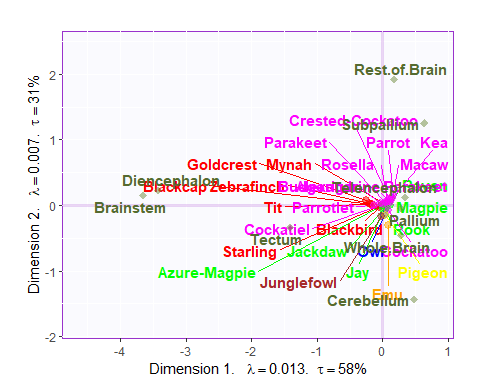 Rest.of.Brain
Crested-Cockatoo
Subpallium
Parakeet
Parrot
Kea
Goldcrest
Mynah
Rosella
Macaw
Diencephalon
Blackcap
Zebrafinch
Telencephalon
Brainstem
Tit
Parrotlet
Magpie
Pallium
Cockatiel
Blackbird
Rook
Tectum
Whole-Brain
Starling
Jackdaw
Owl
Cockatoo
Azure-Magpie
Jay
Pigeon
Junglefowl
Emu
Cerebellum
2
1
0
-1
-2
-4
-3
-2
-1
0
1
Dimension 2. λ = 0.007. τ = 31%
Dimension 1. λ = 0.013. τ = 58%